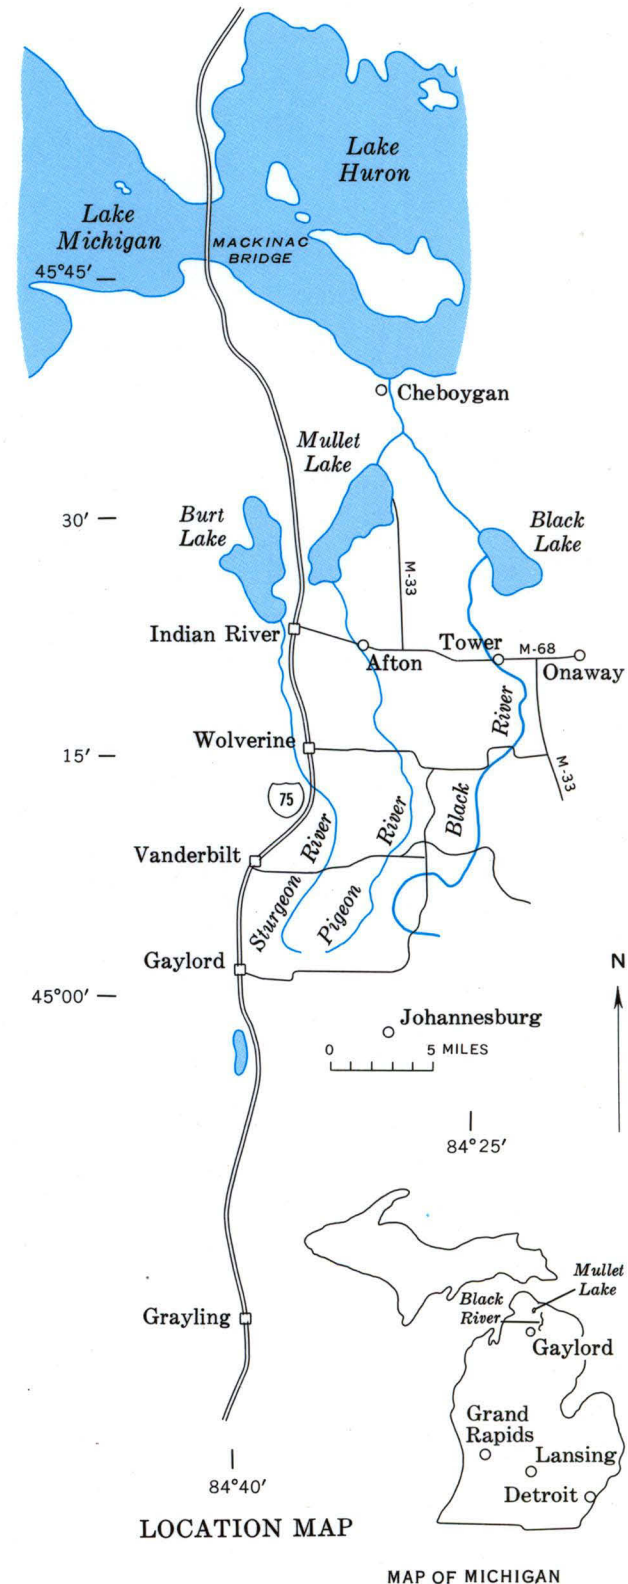 Lake
Huron
Lake
Michigan
MACKINAC
BRIDGE
45°45′
Cheboygan
Mullet
Lake
Burt
Lake
30′
Black
Lake
M-33
Indian River
Afton
Tower
M-68
Onaway
River
Wolverine
15′
M-33
75
River
River
Black
Vanderbilt
Sturgeon
Pigeon
Gaylord
N
45°00′
Johannesburg
0 5 MILES
84°25′
Mullet
Lake
Black
River
Grayling
Gaylord
Grand
Rapids
Lansing
Detroit
84°40′
LOCATION MAP
MAP OF MICHIGAN